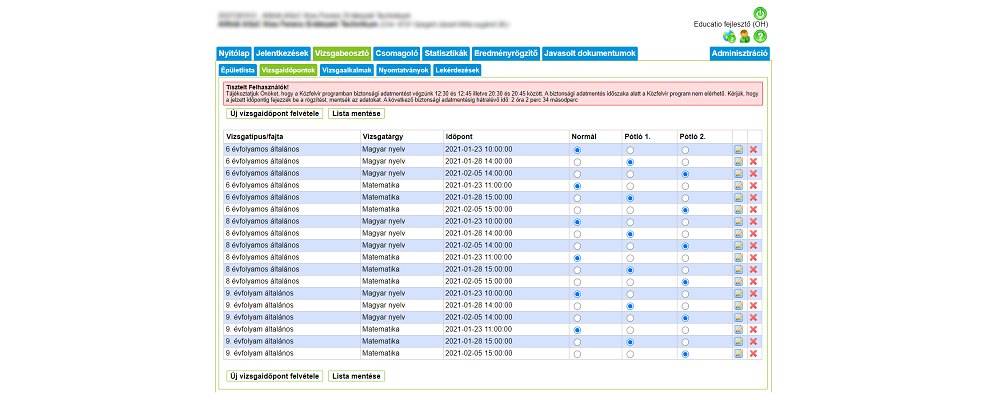 Educatio fejlesztő (OH)
Nyitólap Jelentkezések Vizsgabeosztó Csomagoló Statisztikák Eredményrögzítő Javasolt dokumentumok Adminisztráció
Épületlista Vizsgaidőpontok Vizsgaalkalmak Nyomtatványok Lekérdezések
Tisztelt Felhasználók!
Tájékoztatjuk Önöket, hogy a Közfelvir programban biztonsági adatmentést végzünk 12:30 és 12:45 illetve 20:30 és 20:45 között. A biztonsági adatmentés időszaka alatt a Közfelvir program nem elérhető. Kérjük, hogy
a jelzett időpontig fejezzék be a rögzítést, mentsék az adatokat. A következő biztonsági adatmentésig hátralévő idő: 2 óra 2 perc 34 másodperc
Új vizsgaidőpont felvétele Lista mentése
Vizsgatípus/fajta Vizsgatárgy Időpont Normál Pótló 1. Pótló 2.
6 évfolyamos általános Magyar nyelv 2021-01-23 10:00:00
6 évfolyamos általános Magyar nyelv 2021-01-28 14:00:00
6 évfolyamos általános Magyar nyelv 2021-02-05 14:00:00
6 évfolyamos általános Matematika 2021-01-23 11:00:00
6 évfolyamos általános Matematika 2021-01-28 15:00:00
6 évfolyamos általános Matematika 2021-02-05 15:00:00
8 évfolyamos általános Magyar nyelv 2021-01-23 10:00:00
8 évfolyamos általános Magyar nyelv 2021-01-28 14:00:00
8 évfolyamos általános Magyar nyelv 2021-02-05 14:00:00
8 évfolyamos általános Matematika 2021-01-23 11:00:00
8 évfolyamos általános Matematika 2021-01-28 15:00:00
8 évfolyamos általános Matematika 2021-02-05 15:00:00
9. évfolyam általános Magyar nyelv 2021-01-23 10:00:00
9. évfolyam általános Magyar nyelv 2021-01-28 14:00:00
9. évfolyam általános Magyar nyelv 2021-02-05 14:00:00
9. évfolyam általános Matematika 2021-01-23 11:00:00
9. évfolyam általános Matematika 2021-01-28 15:00:00
9. évfolyam általános Matematika 2021-02-05 15:00:00
Új vizsgaidőpont felvétele Lista mentése